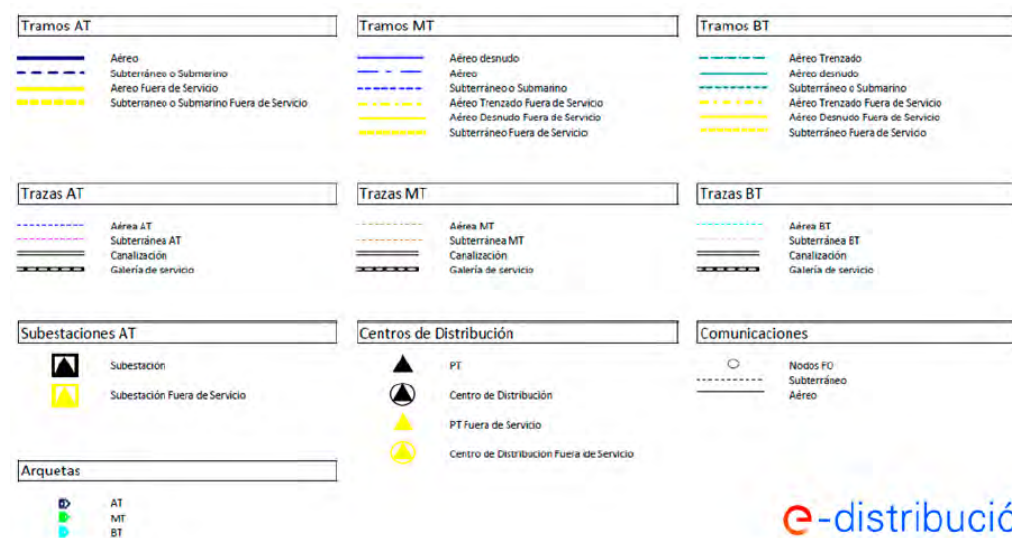 Tramos AT
Aéreo
Subterráneo o Submarino
Aereo Fuera de Servicio
Subterraneo o Submarino Fuera de Servicio
Tramos MT
Aéreo desnudo
Aéreo
Subterráneo o Submarino
Aéreo Trenzado Fuera de Servicio
Aéreo Desnudo Fuera de Servicio
Subterráneo Fuera de Servicio
Tramos BT
Aéreo Trenzado
Aéreo desnudo
Subterráneo o Submarino
Aéreo Trenzado Fuera de Servicio
Aéreo Desnudo Fuera de Servicio
Subterráneo Fuera de Servicio
Trazas AT
Aérea AT
Subterránea AT
Canalización
Galería de servicio
Trazas MT
Aérea MT
Subterránea MT
Canalización
Galería de servicio
Trazas BT
Aérea BT
Subterránea BT
Canalización
Galería de servicio
Subestaciones AT
Subestación
Subestación Fuera de Servicio
Centros de Distribución
PT
Centro de Distribución
PT Fuera de Servicio
Centro de Distribución Fuera de Servicio
Comunicaciones
Nodos FO
Subterráneo
Aéreo
Arquetas
AT
MT
BT
e-distribució